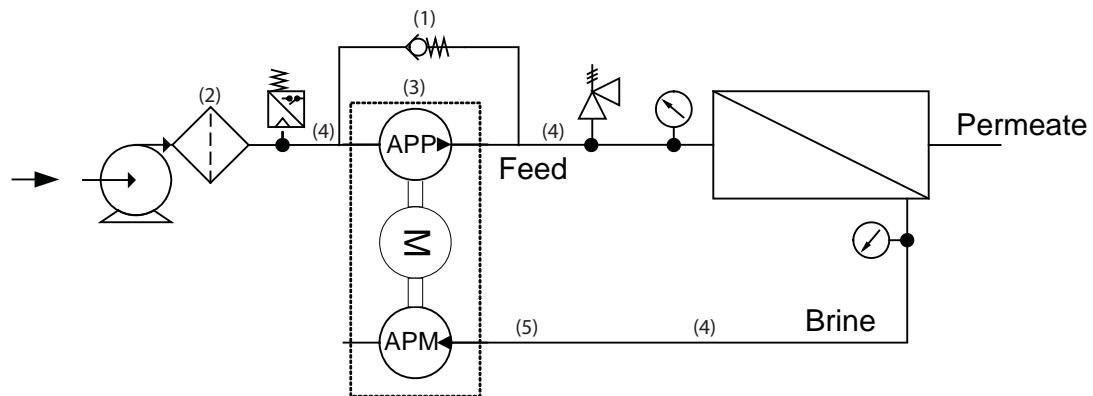 (1)
(2)
(3)
(4)
APP
(4)
Feed
Permeate
M
(5)
(4)
Brine
APM